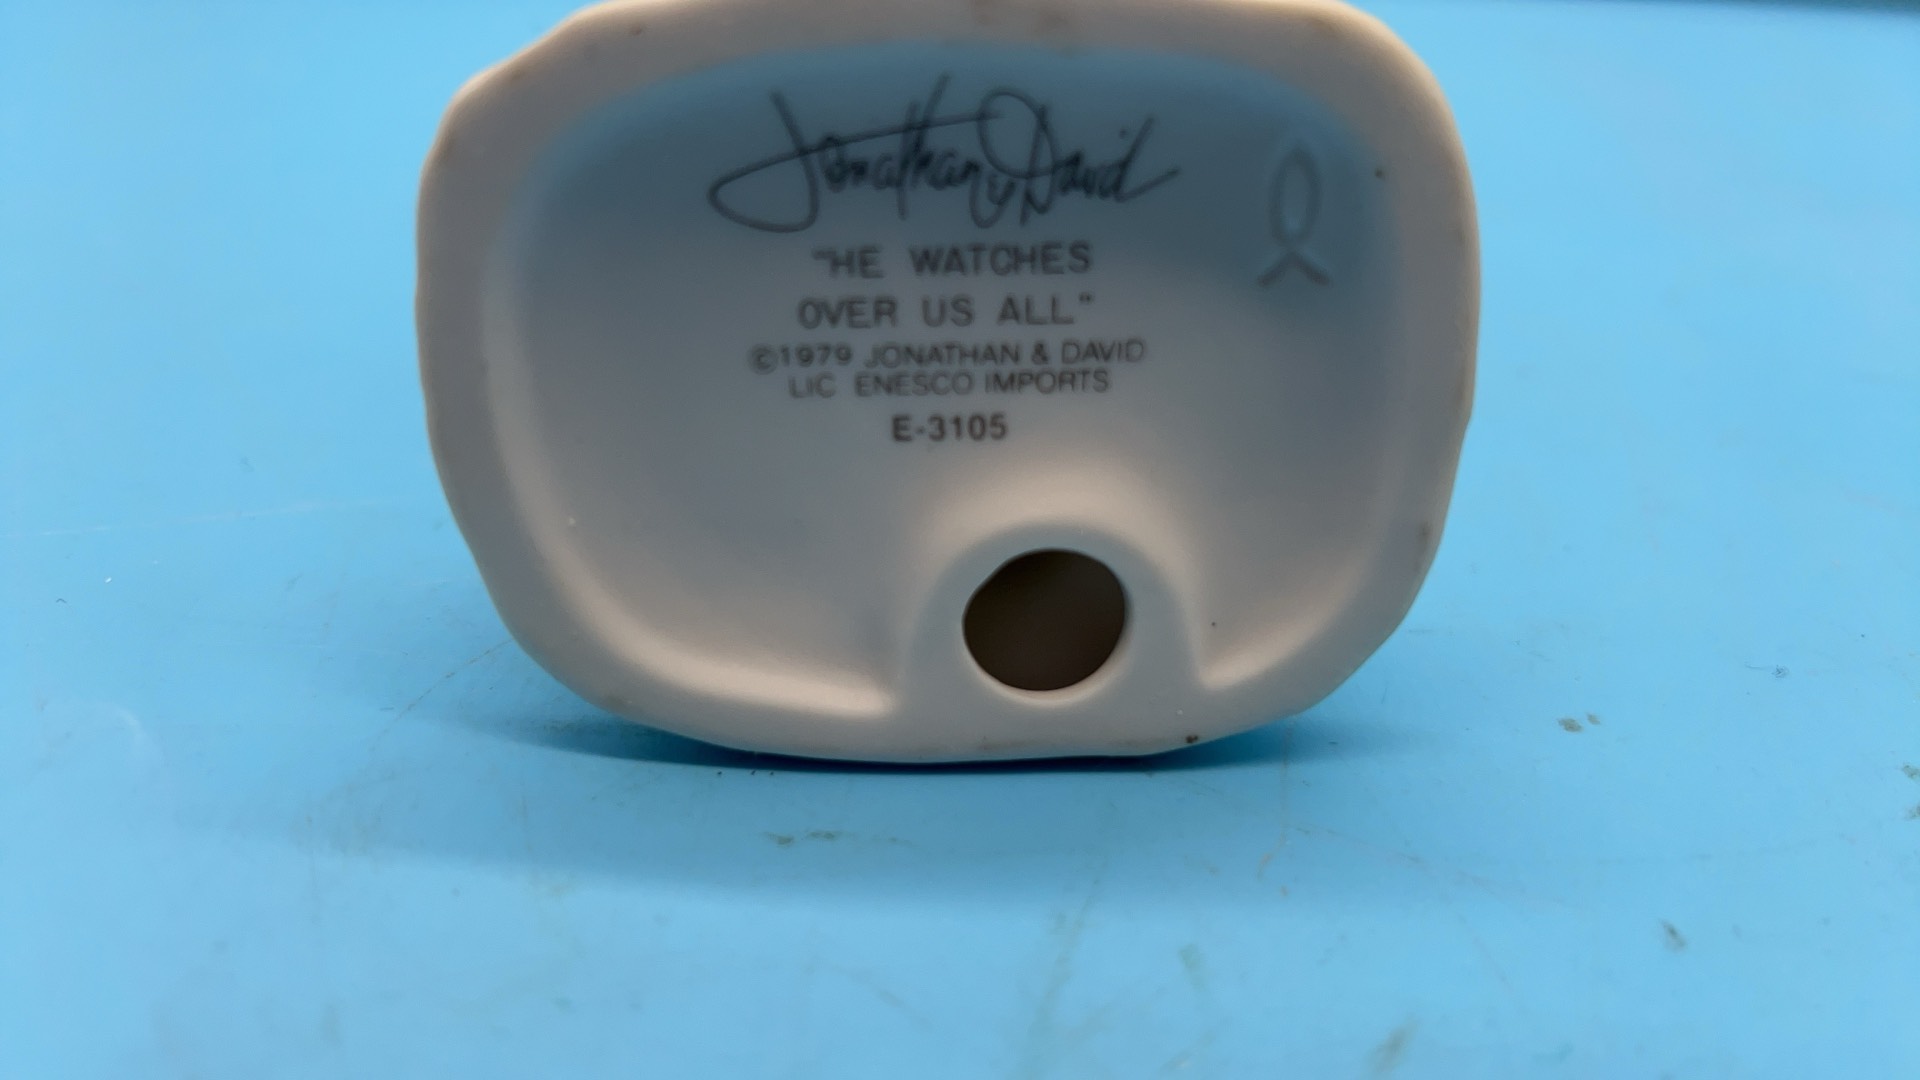 Jonathan & David
"HE WATCHES
OVER US ALL"
©1979 JONATHAN & DAVID
LIC ENESCO IMPORTS
E-3105